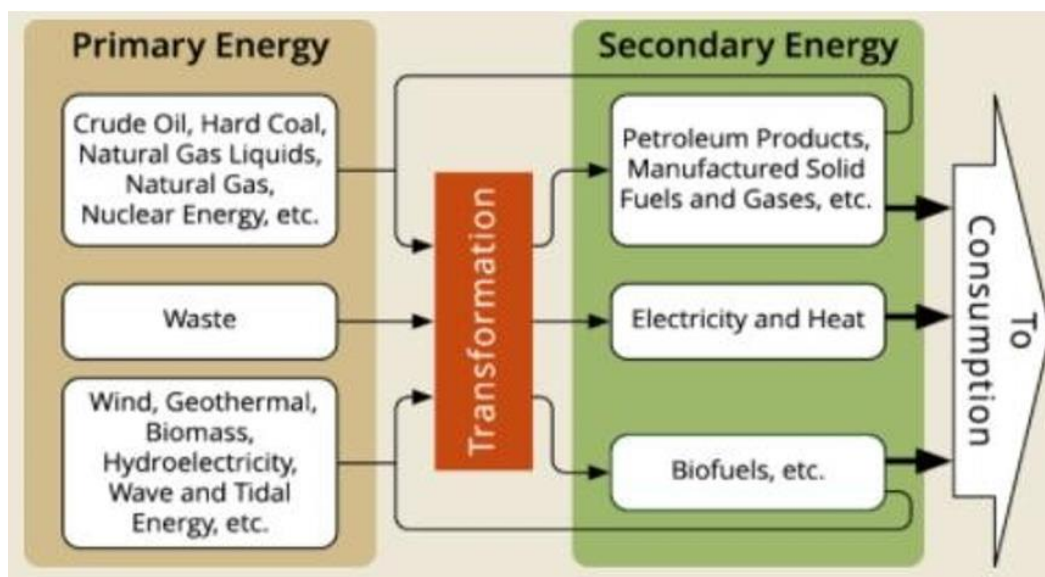 Primary Energy
Crude Oil, Hard Coal,
Natural Gas Liquids,
Natural Gas,
Nuclear Energy, etc.
Waste
Wind, Geothermal,
Biomass,
Hydroelectricity,
Wave and Tidal
Energy, etc.
Transformation
Secondary Energy
Petroleum Products,
Manufactured Solid
Fuels and Gases, etc.
Electricity and Heat
Biofuels, etc.
To
Consumption